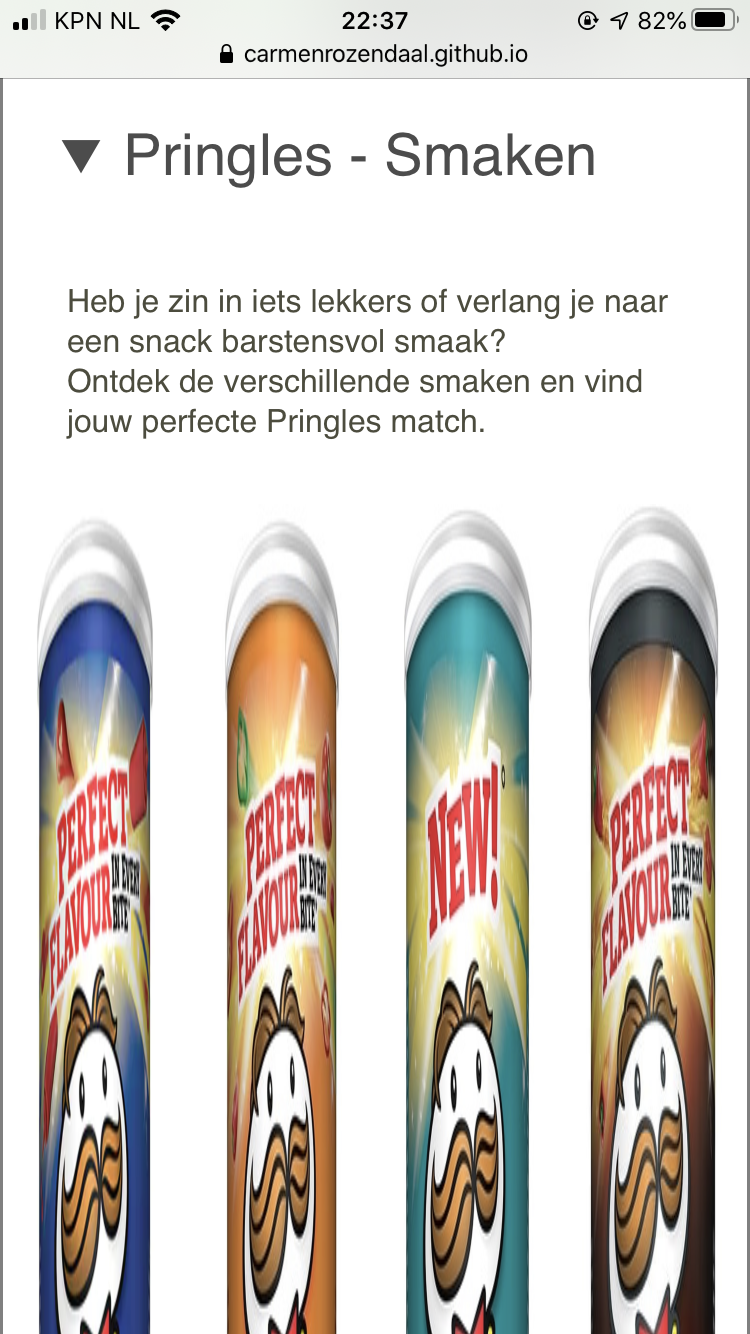 KPN NL 22:37 82%
carmenrozendaal.github.io
▼ Pringles - Smaken
Heb je zin in iets lekkers of verlang je naar
een snack barstensvol smaak?
Ontdek de verschillende smaken en vind
jouw perfecte Pringles match.
PERFECT
FLAVOUR
IN EVERY
BITE
PERFECT
FLAVOUR
IN EVERY
BITE
NEW!
PERFECT
FLAVOUR
IN EVERY
BITE